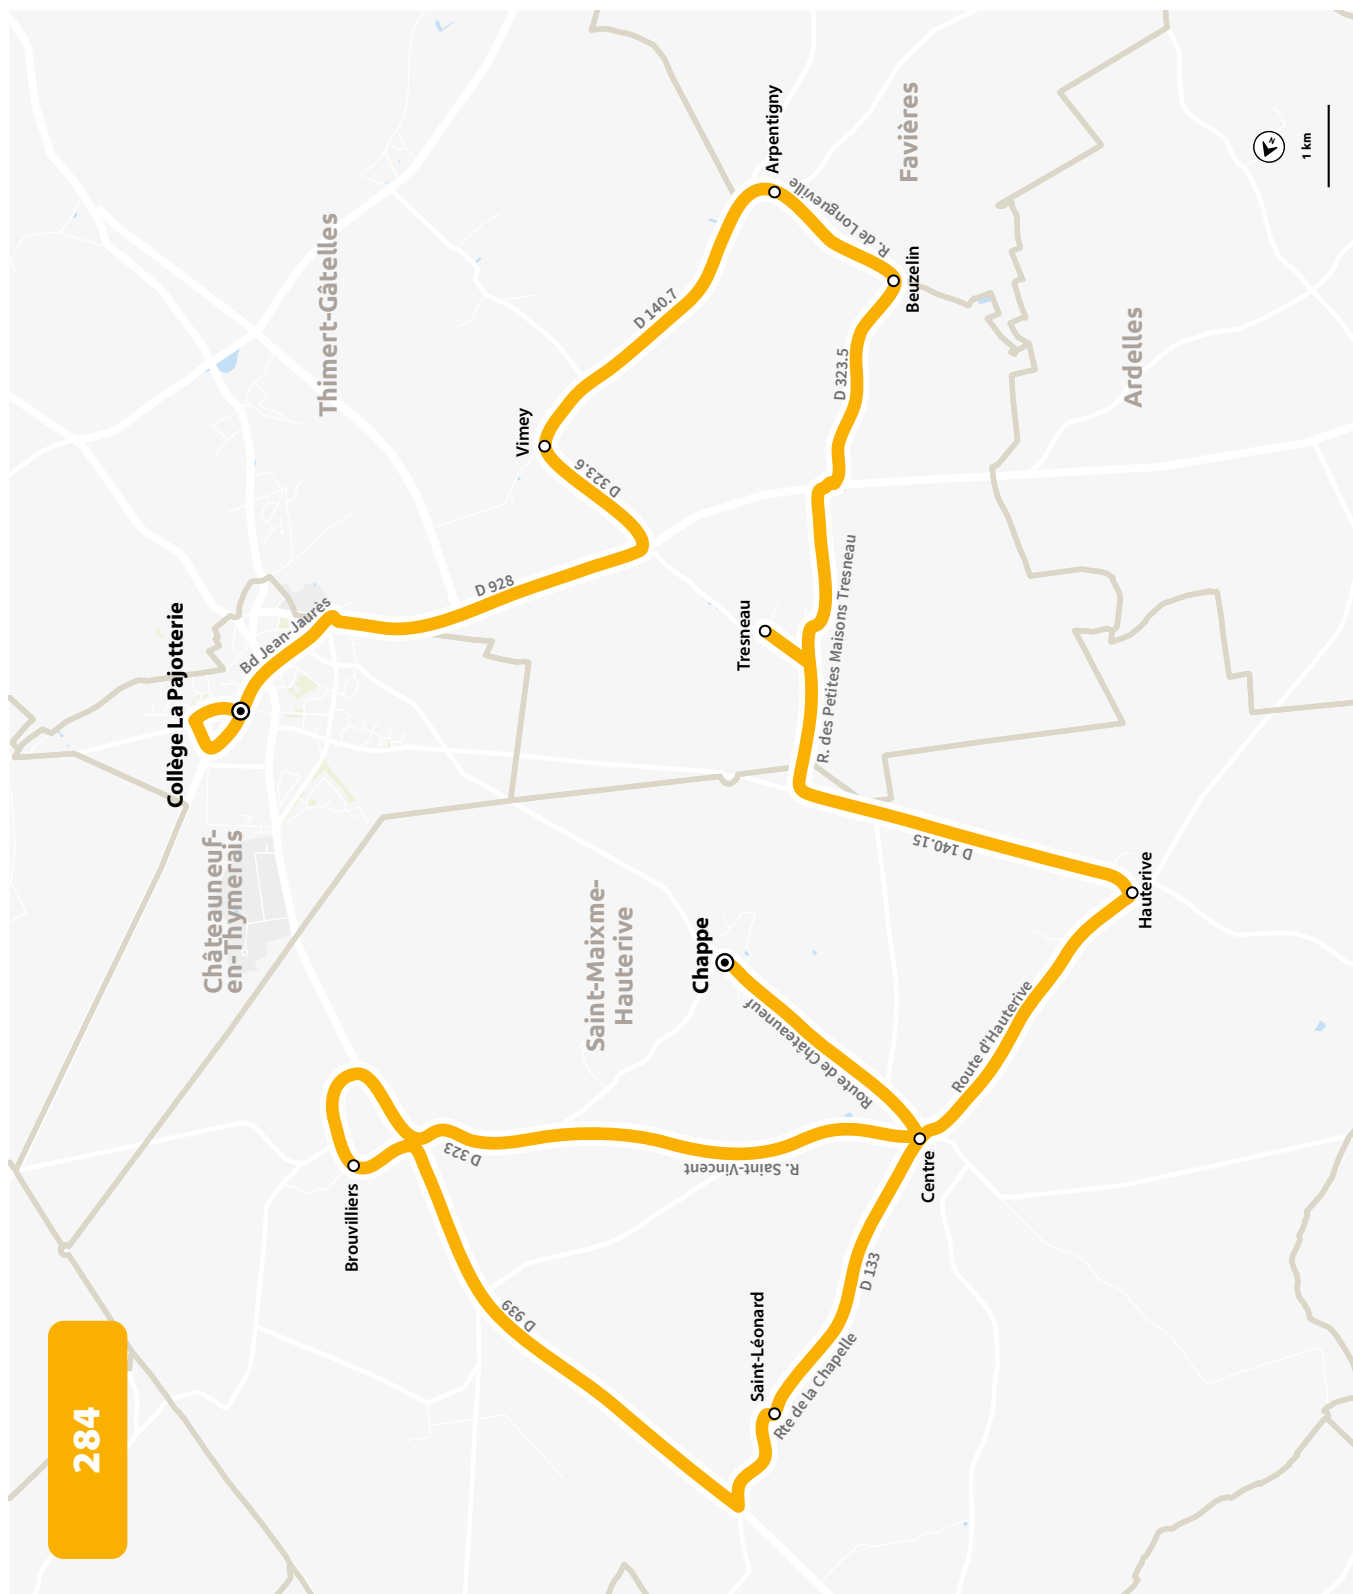 284
Collège La Pajotterie
Châteauneuf-
en-Thymerais
Thimert-Gâtelles
Bd Jean-Jaurès
D 928
Vimey
D 323.6
D 140.7
Arpentigny
Favières
R. de Longueville
Beuzelin
D 323.5
Ardelles
Tresneau
R. des Petites Maisons Tresneau
D 140.15
Hauterive
Route d'Hauterive
Saint-Maixme-
Hauterive
Chappe
Route de Châteauneuf
Centre
R. Saint-Vincent
D 323
Brouvilliers
D 939
Saint-Léonard
Rte de la Chapelle
D 133
N
1 km